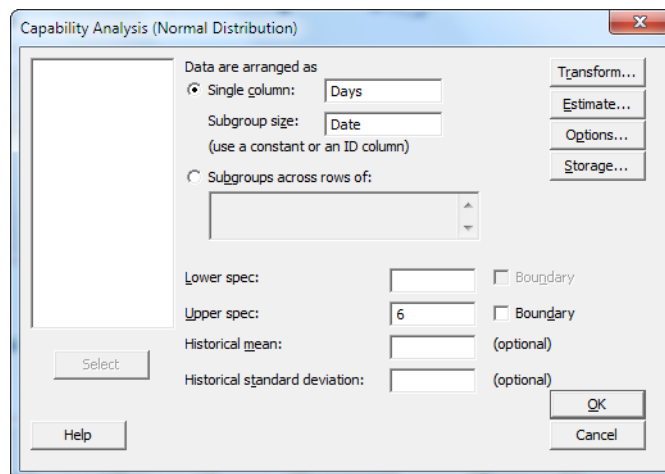 Capability Analysis (Normal Distribution)
Data are arranged as
Single column: Days
Subgroup size: Date
(use a constant or an ID column)
Subgroups across rows of:
Transform...
Estimate...
Options...
Storage...
Lower spec: Boundary
Upper spec: 6 Boundary
Historical mean: (optional)
Historical standard deviation: (optional)
Select
Help
OK
Cancel